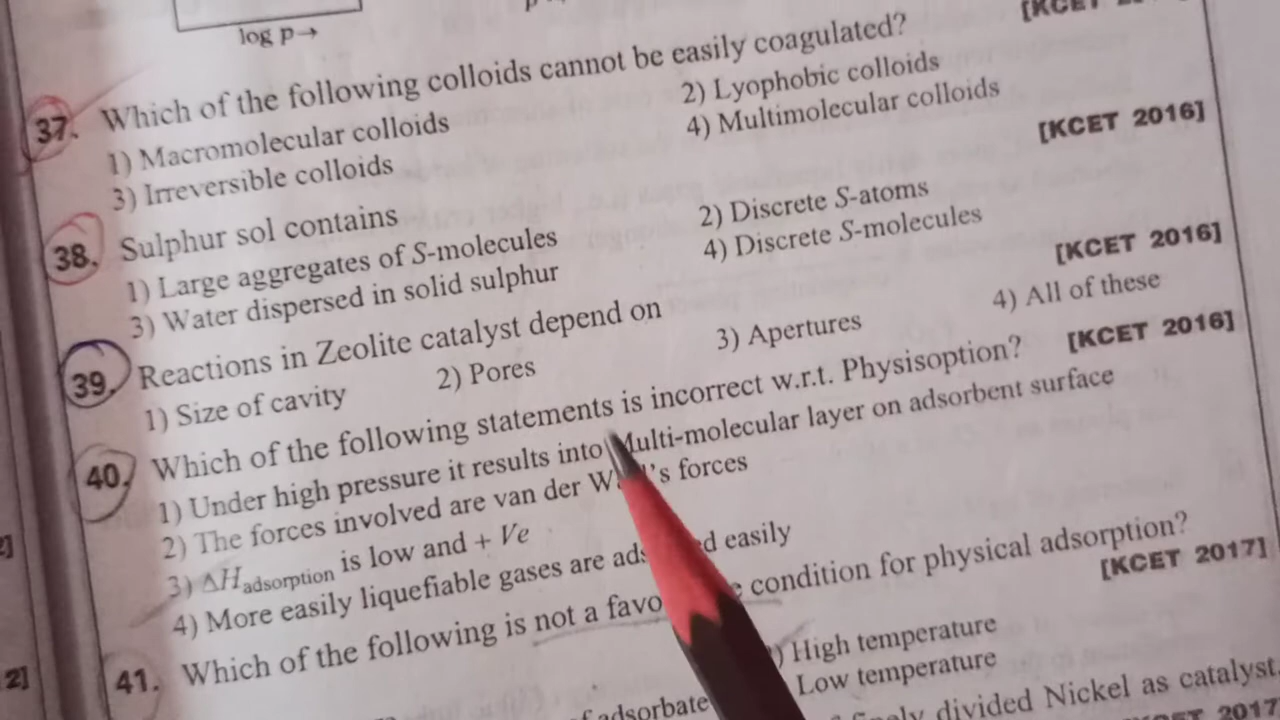 log p→
37. Which of the following colloids cannot be easily coagulated?
1) Macromolecular colloids 2) Lyophobic colloids
3) Irreversible colloids 4) Multimolecular colloids
[KCET 2016]
38. Sulphur sol contains
1) Large aggregates of S-molecules 2) Discrete S-atoms
3) Water dispersed in solid sulphur 4) Discrete S-molecules
[KCET 2016]
39. Reactions in Zeolite catalyst depend on
1) Size of cavity 2) Pores 3) Apertures 4) All of these
[KCET 2016]
40. Which of the following statements is incorrect w.r.t. Physisoption?
1) Under high pressure it results into Multi-molecular layer on adsorbent surface
2) The forces involved are van der 's forces
3) ΔHadsorption is low and + Ve
4) More easily liquefiable gases are easily
[KCET 2017]
41. Which of the following is not a condition for physical adsorption?
High temperature
adsorbate Low temperature
divided Nickel as catalyst.
2017
2]